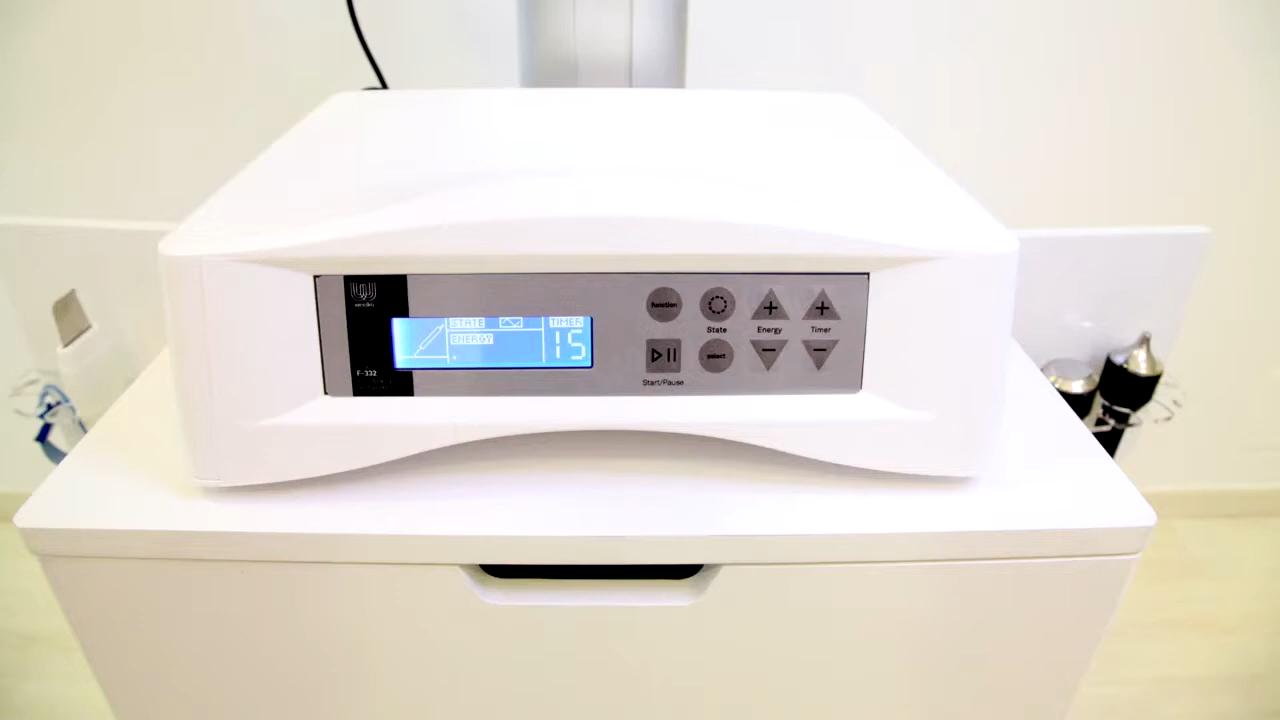 STATE
TIMER
ENERGY
15
F-332
function
State
Energy
Timer
select
Start/Pause